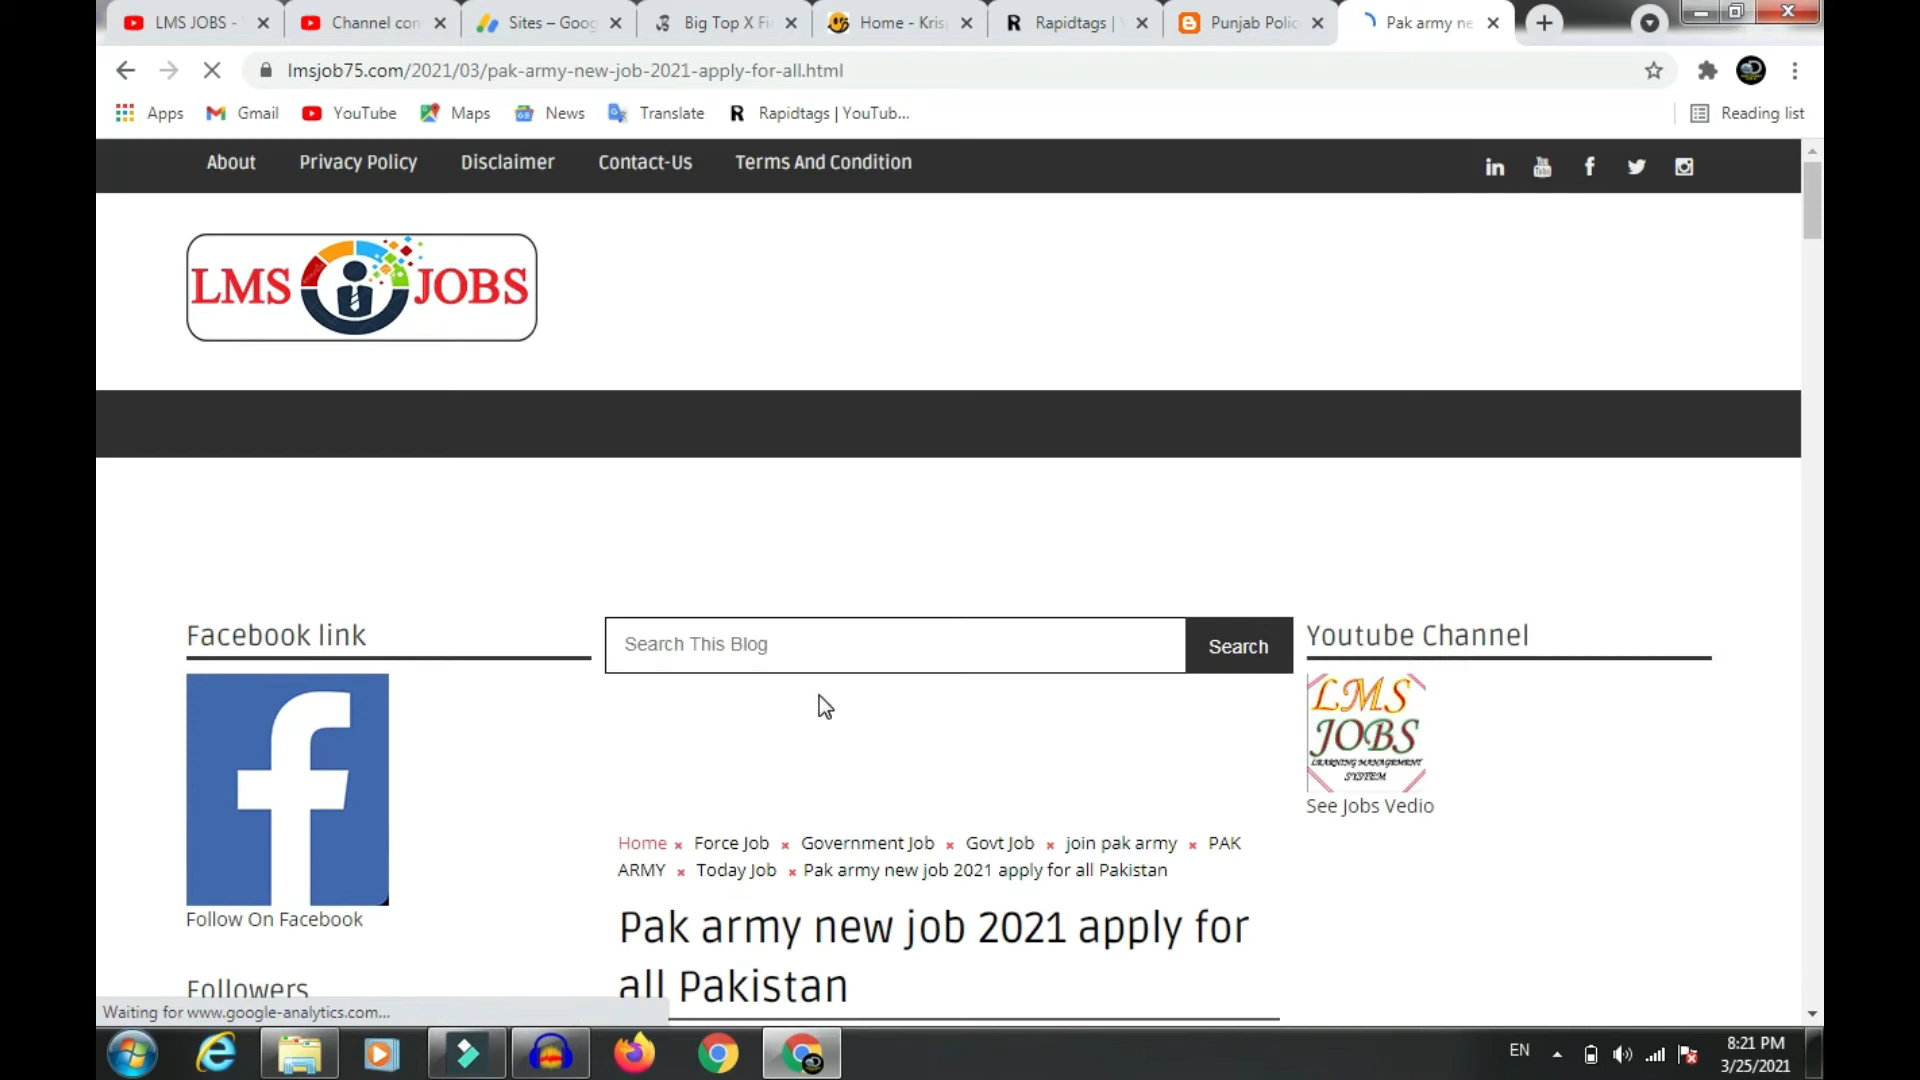 LMS JOBS -
Channel con
Sites – Goog
Big Top X Fi
Home - Kris
Rapidtags |
Punjab Polic
Pak army ne
lmsjob75.com/2021/03/pak-army-new-job-2021-apply-for-all.html
Apps
Gmail
YouTube
Maps
News
Translate
Rapidtags | YouTub...
Reading list
About
Privacy Policy
Disclaimer
Contact-Us
Terms And Condition
LMS JOBS
Facebook link
Search This Blog
Search
Youtube Channel
LMS
JOBS
LEARNING MANAGEMENT
SYSTEM
See Jobs Vedio
Home × Force Job × Government Job × Govt Job × join pak army × PAK
ARMY × Today Job × Pak army new job 2021 apply for all Pakistan
Follow On Facebook
Pak army new job 2021 apply for
all Pakistan
Followers
Waiting for www.google-analytics.com...
EN
8:21 PM
3/25/2021